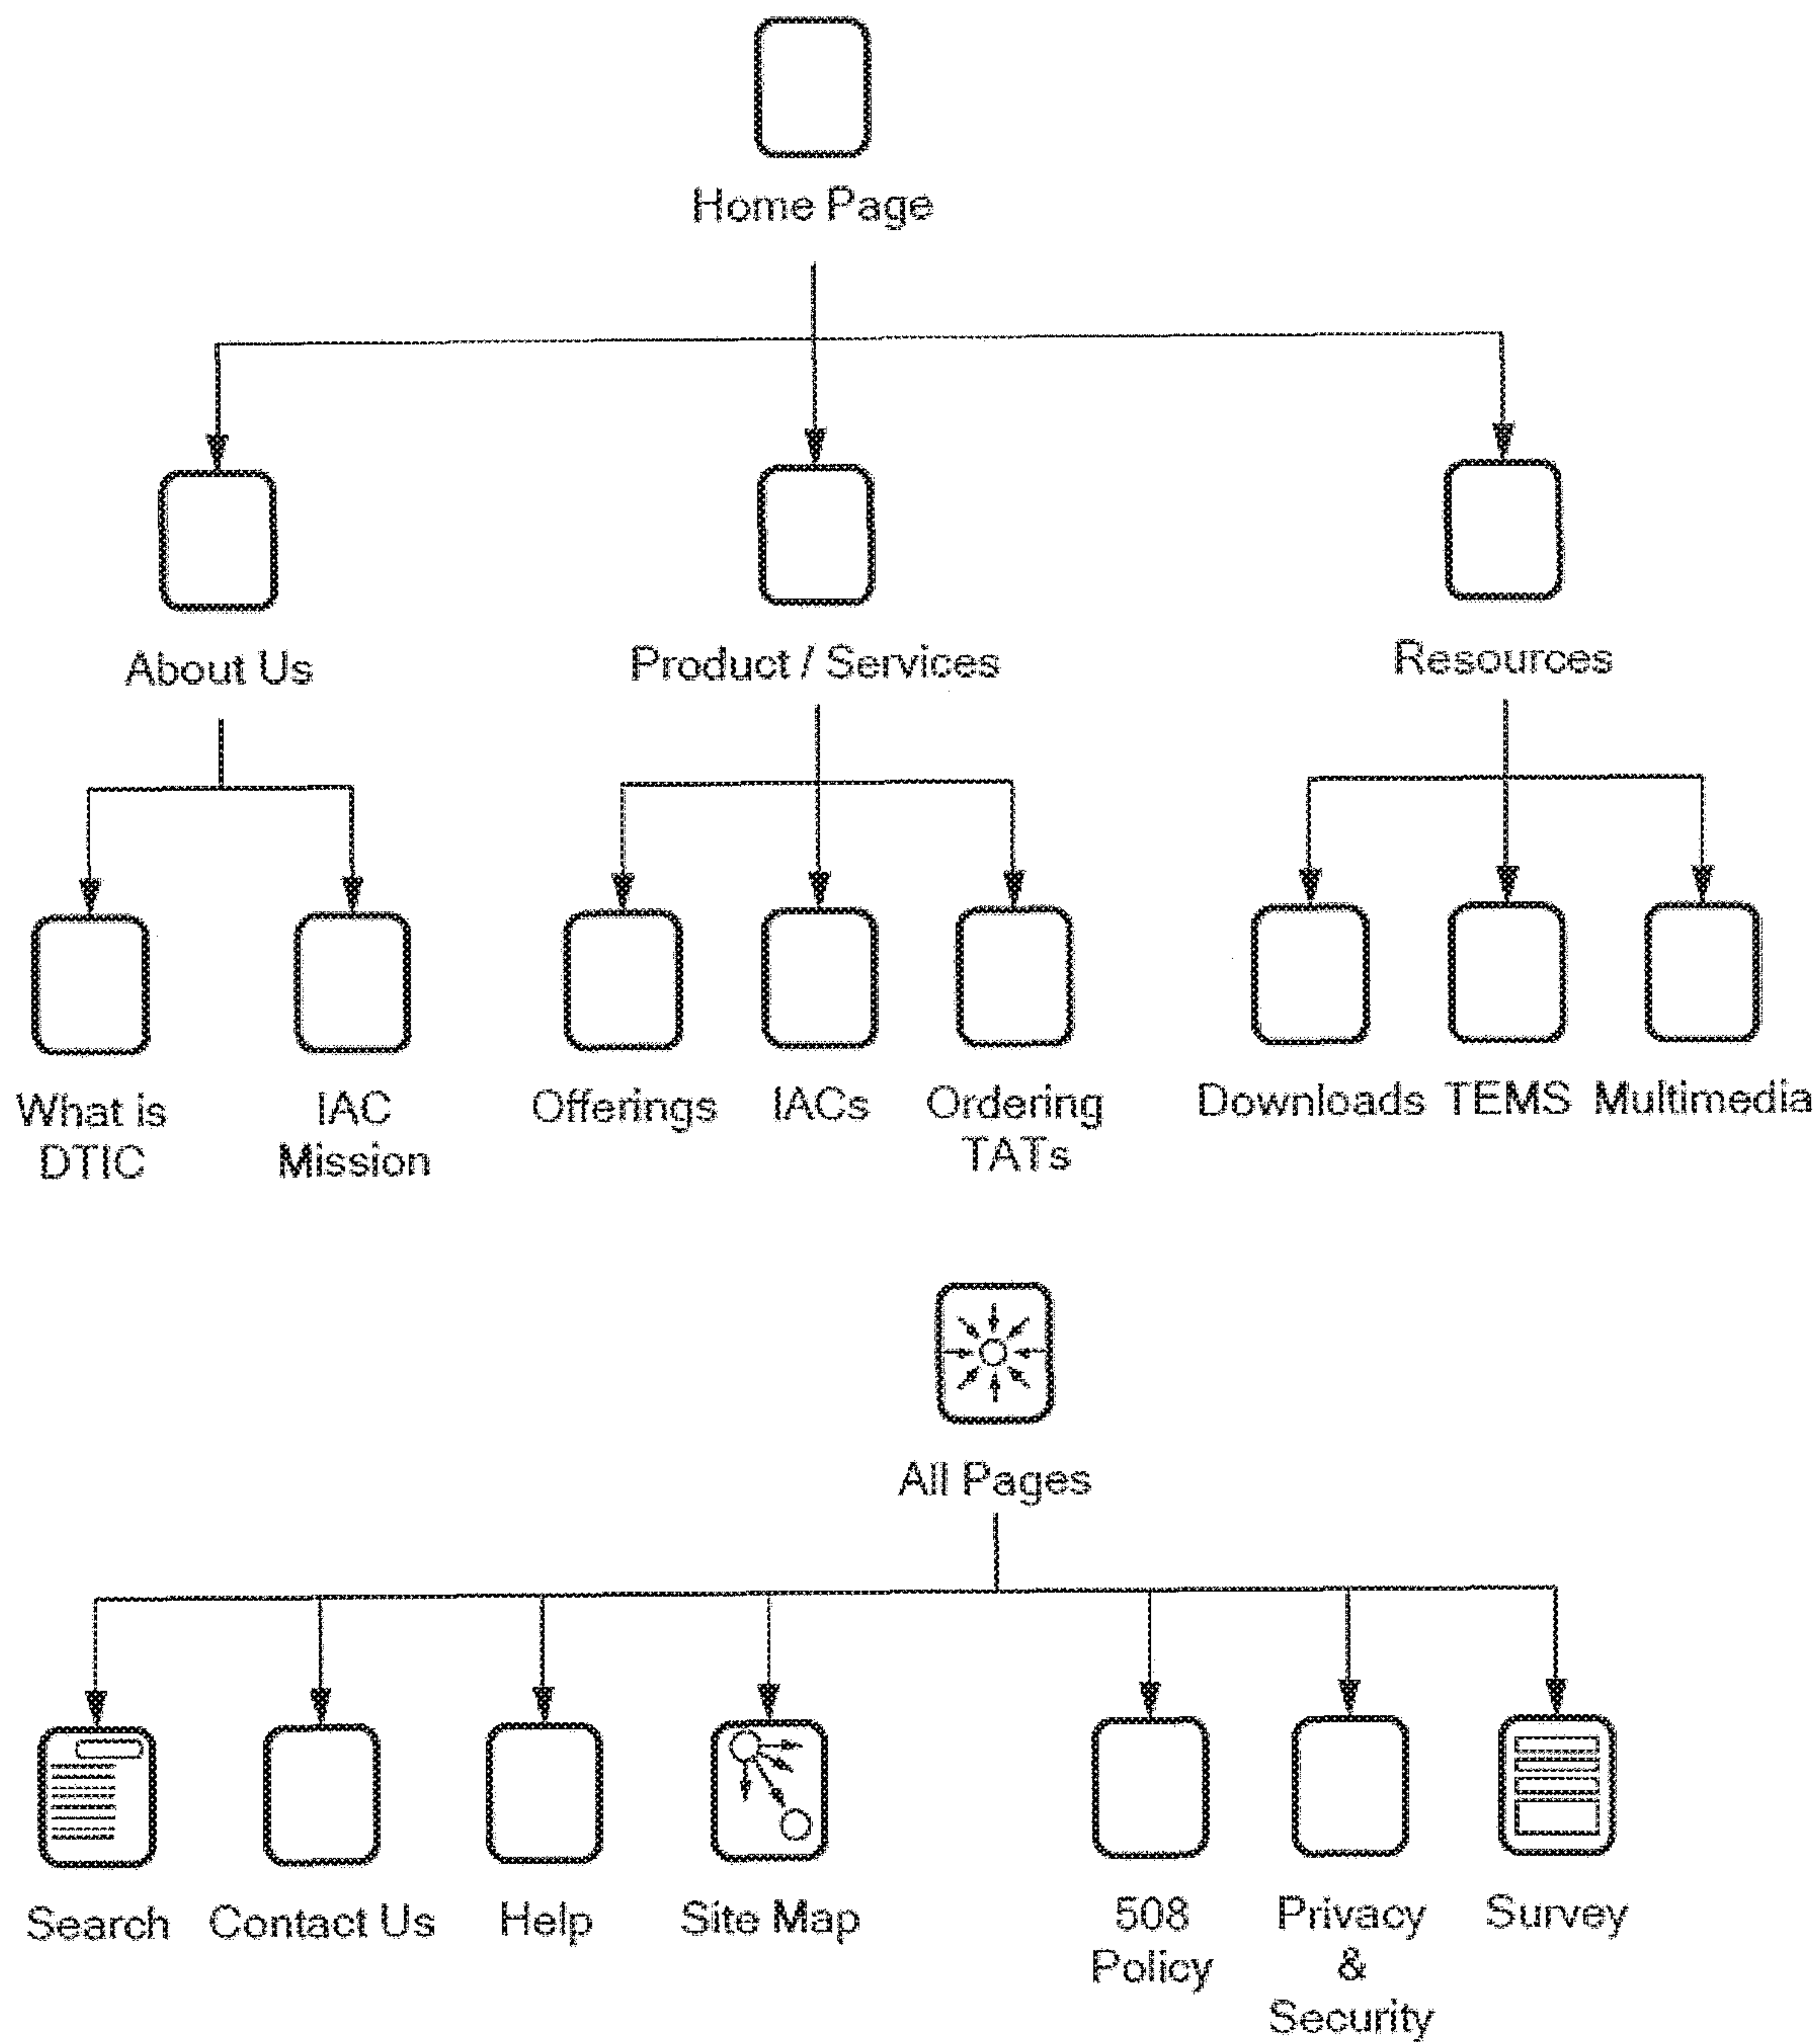 Home Page
About Us
Product / Services
Resources
What is
DTIC
IAC
Mission
Offerings
IACs
Ordering
TATs
Downloads
TEMS
Multimedia
All Pages
Search
Contact Us
Help
Site Map
508
Policy
Privacy
&
Security
Survey